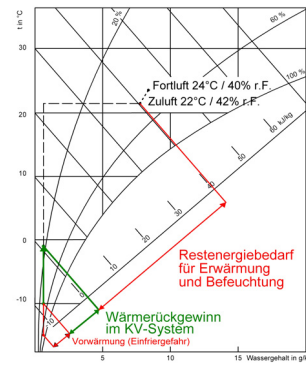 t in °C
30
20
10
0
-10
20%
60 %
100 %
Fortluft 24°C / 40% r.F.
Zuluft 22°C / 42% r.F.
60 kJ/kg
50
40
30
20
10
0
-10
Restenergiebedarf
für Erwärmung
und Befeuchtung
Wärmerückgewinn
im KV-System
Vorwärmung (Einfriergefahr)
5
10
15
Wassergehalt in g/